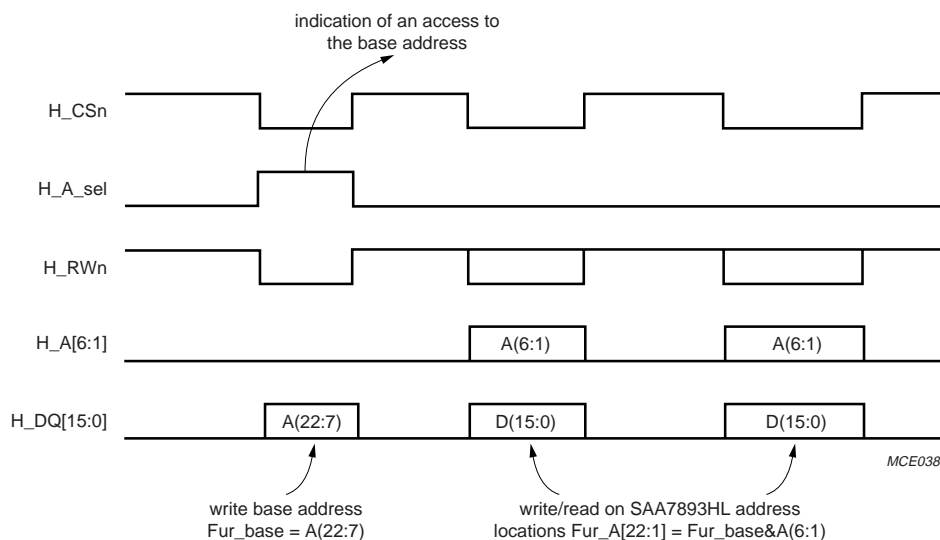 indication of an access to
the base address
H_CSn
H_A_sel
H_RWn
H_A[6:1]
A(6:1)
A(6:1)
H_DQ[15:0]
A(22:7)
D(15:0)
D(15:0)
MCE038
write base address
Fur_base = A(22:7)
write/read on SAA7893HL address
locations Fur_A[22:1] = Fur_base&A(6:1)